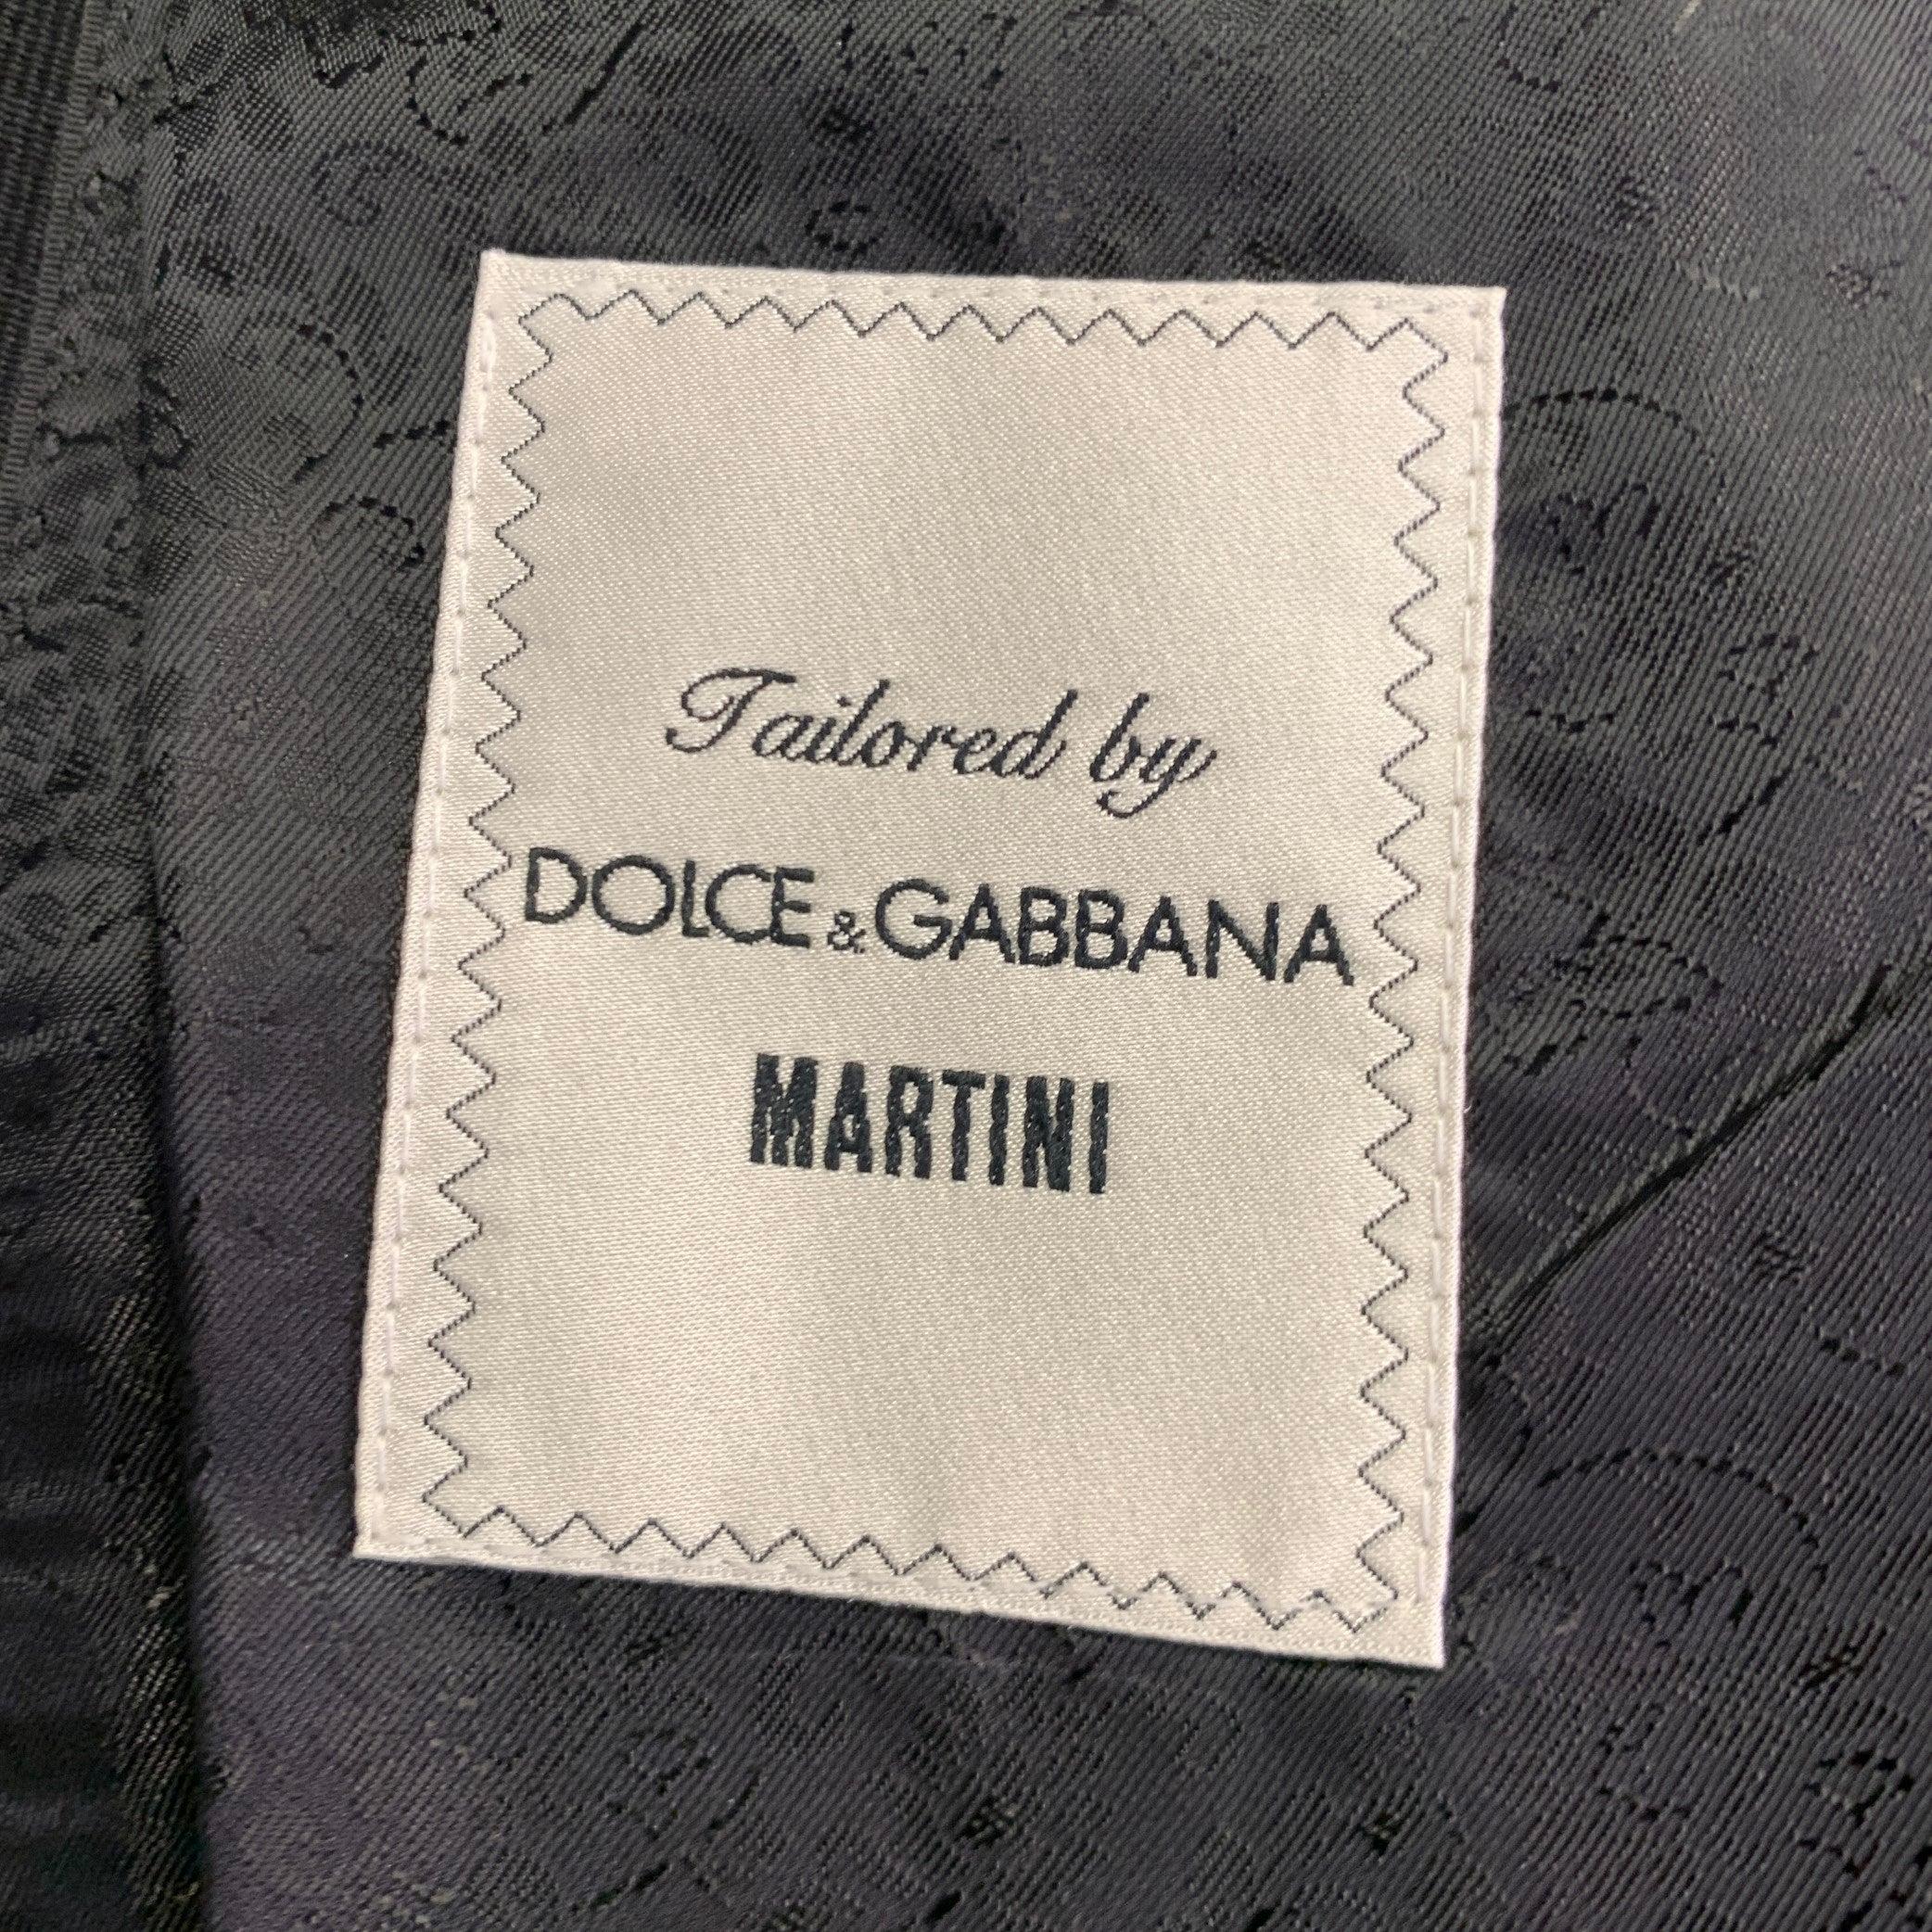 Tailored by
DOLCE & GABBANA
MARTINI